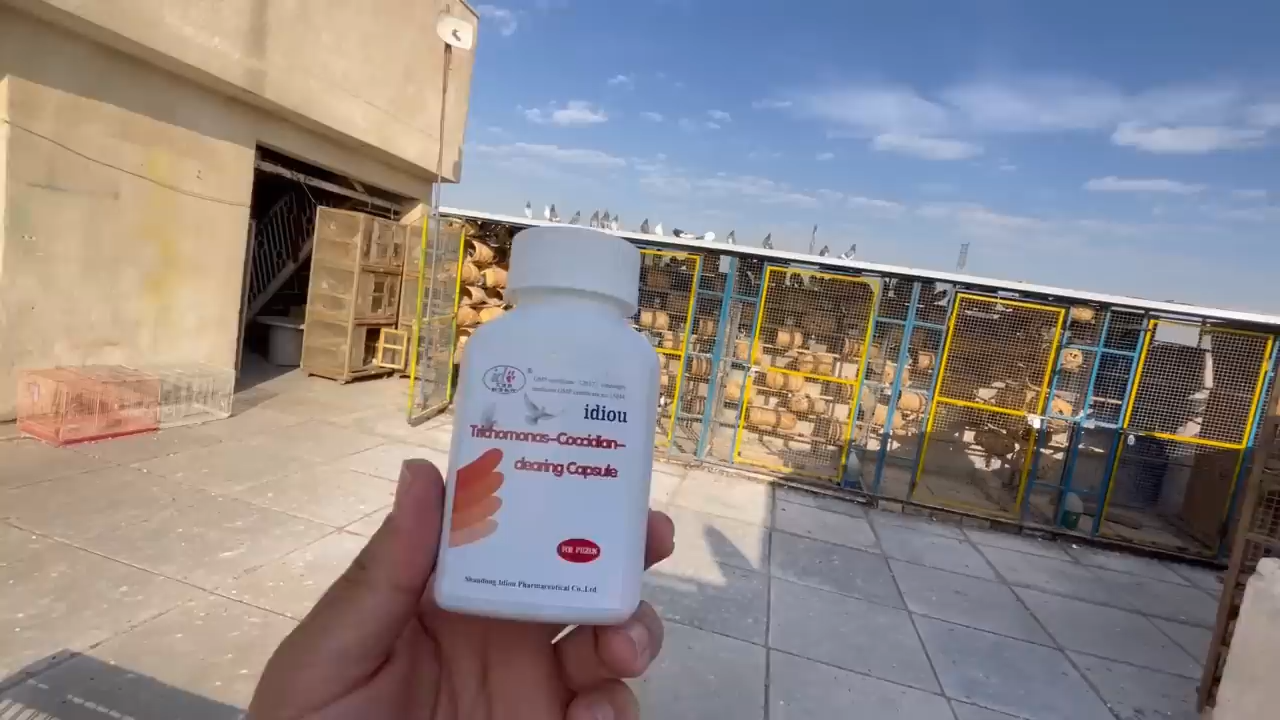 idiou
Trichomonas-Coccidian-
clearing Capsule
FOR PIGEON
Shandong Idiou Pharmaceutical Co.,Ltd